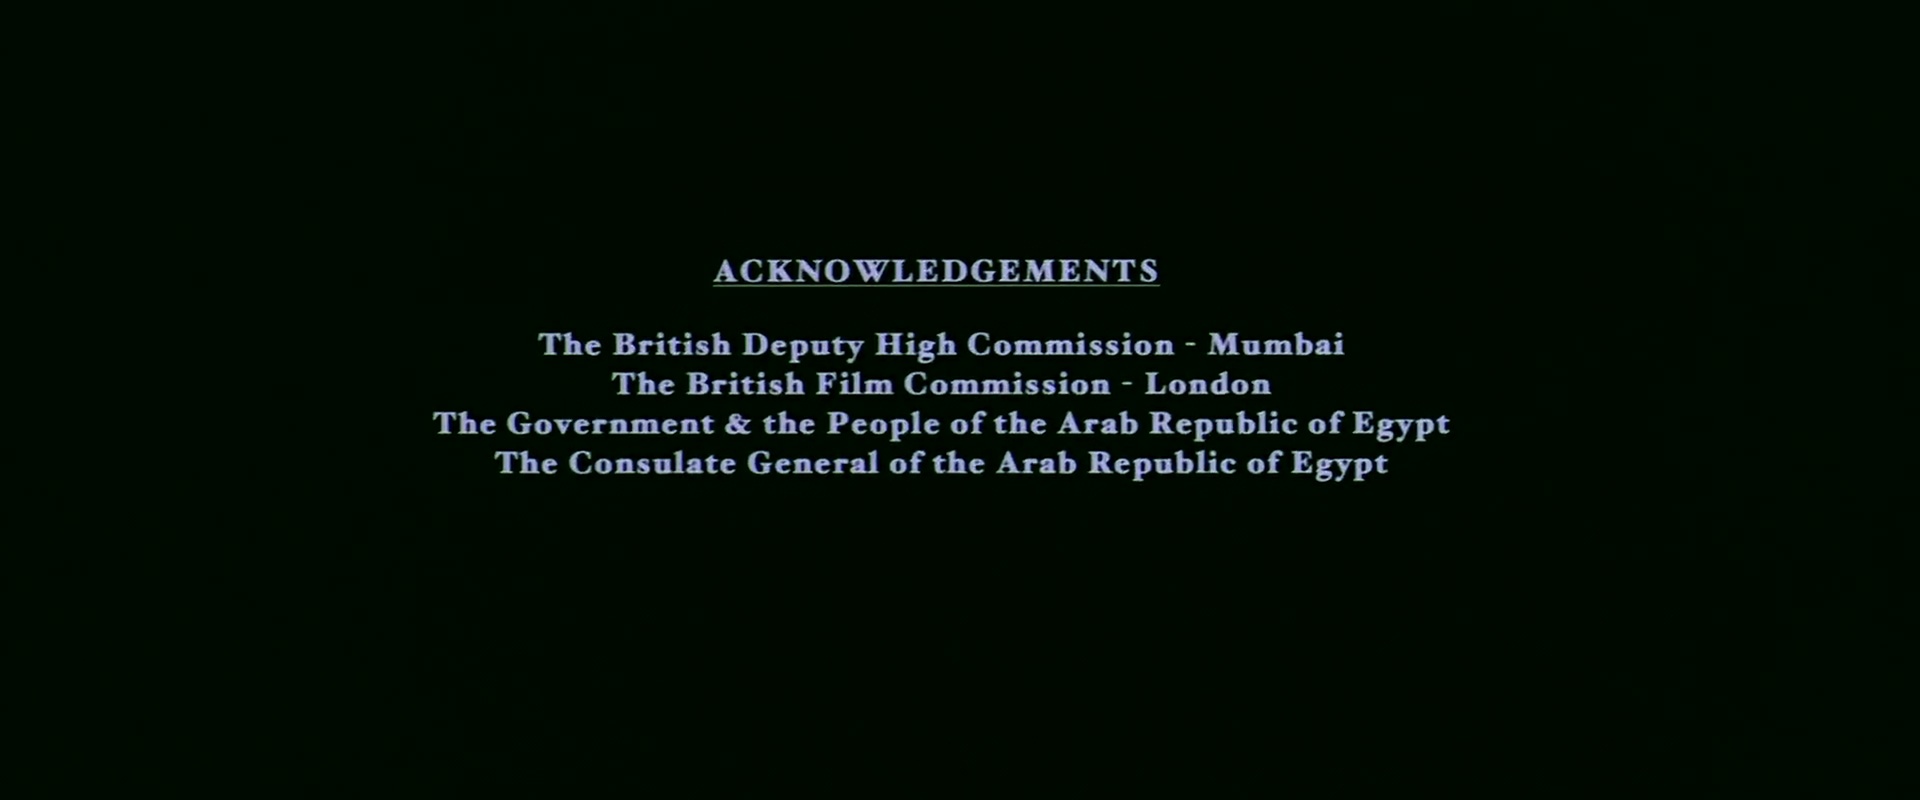 ACKNOWLEDGEMENTS
The British Deputy High Commission - Mumbai
The British Film Commission - London
The Government & the People of the Arab Republic of Egypt
The Consulate General of the Arab Republic of Egypt